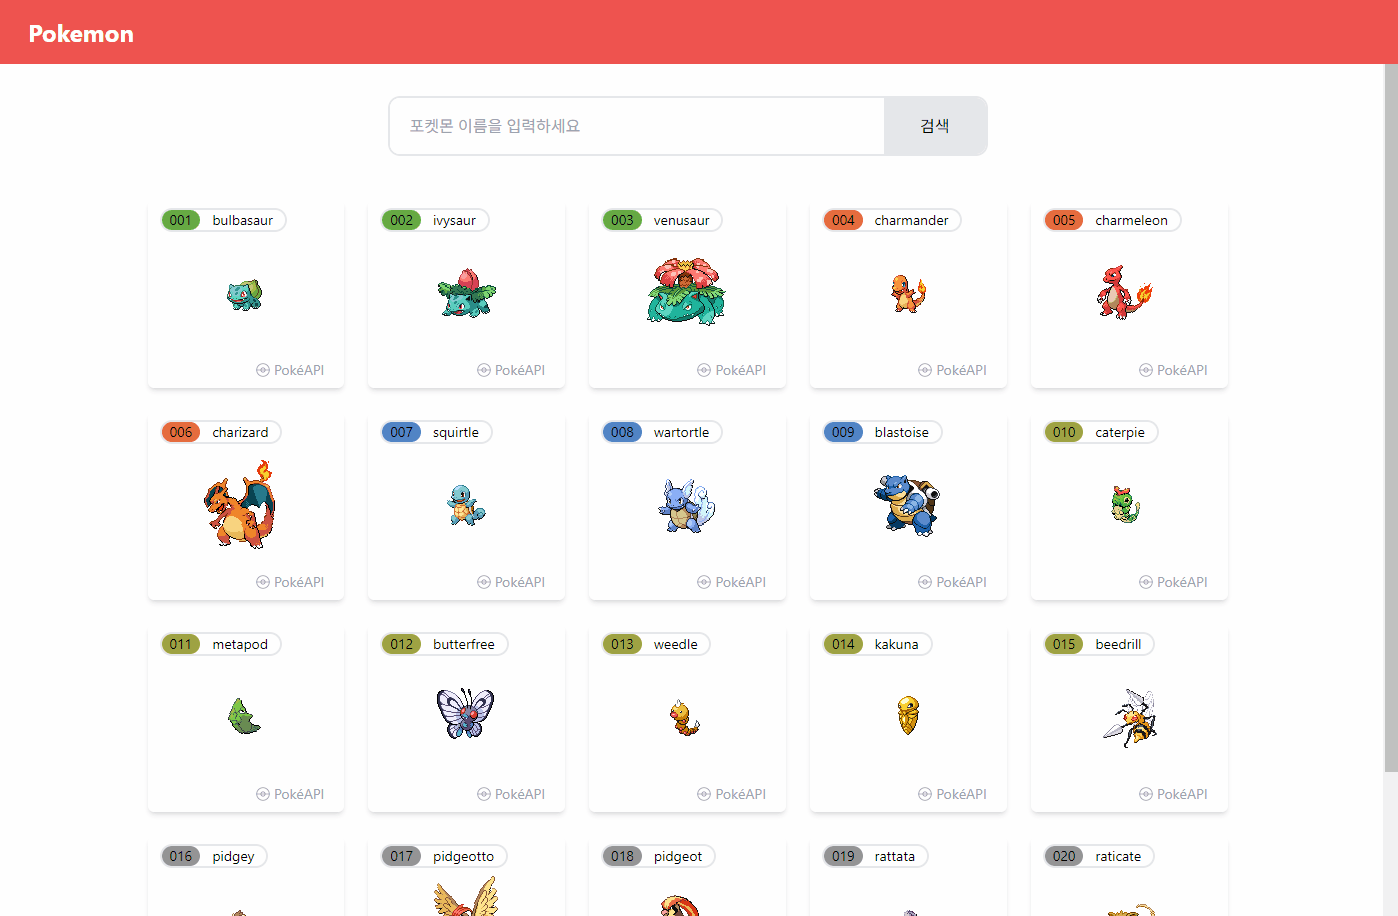 Pokemon
포켓몬 이름을 입력하세요 검색
001 bulbasaur 002 ivysaur 003 venusaur 004 charmander 005 charmeleon
PokéAPI PokéAPI PokéAPI PokéAPI PokéAPI
006 charizard 007 squirtle 008 wartortle 009 blastoise 010 caterpie
PokéAPI PokéAPI PokéAPI PokéAPI PokéAPI
011 metapod 012 butterfree 013 weedle 014 kakuna 015 beedrill
PokéAPI PokéAPI PokéAPI PokéAPI PokéAPI
016 pidgey 017 pidgeotto 018 pidgeot 019 rattata 020 raticate